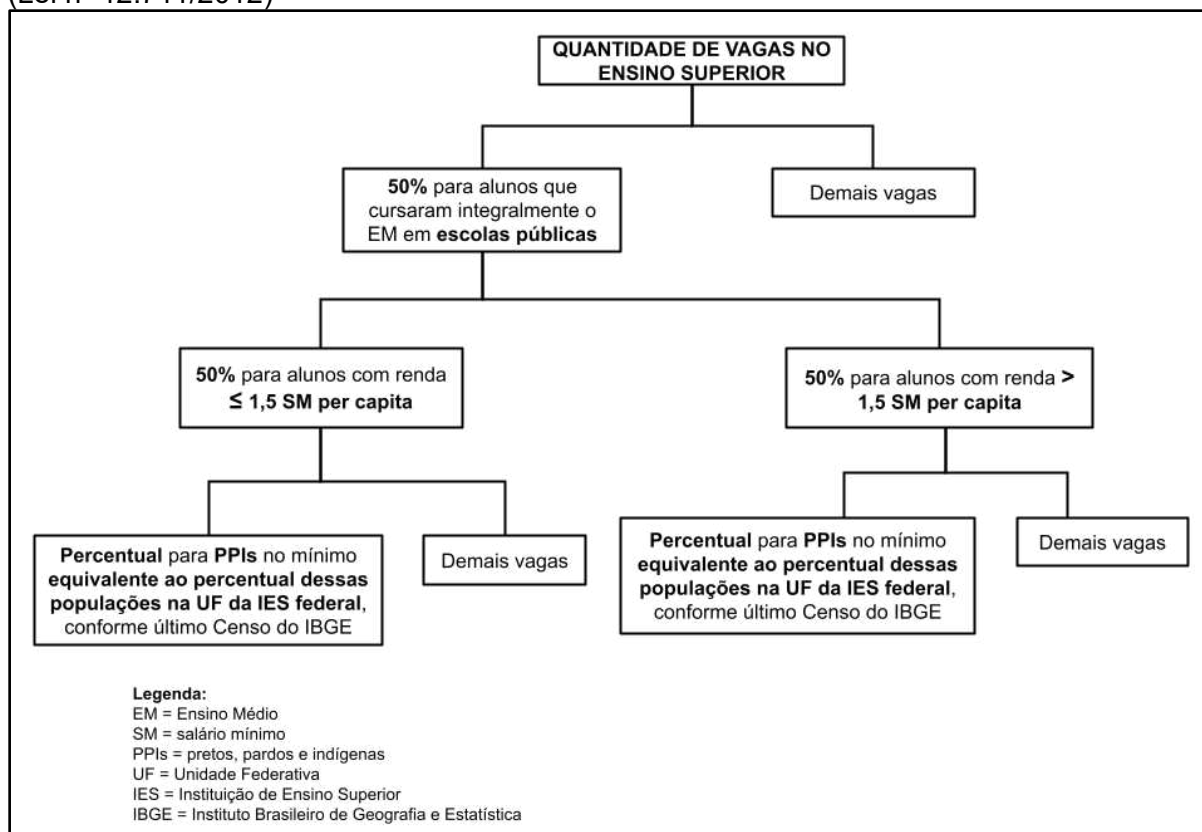 QUANTIDADE DE VAGAS NO
ENSINO SUPERIOR
50% para alunos que
cursaram integralmente o
EM em escolas públicas
Demais vagas
50% para alunos com renda
≤ 1,5 SM per capita
50% para alunos com renda >
1,5 SM per capita
Percentual para PPIs no mínimo
equivalente ao percentual dessas
populações na UF da IES federal,
conforme último Censo do IBGE
Demais vagas
Percentual para PPIs no mínimo
equivalente ao percentual dessas
populações na UF da IES federal,
conforme último Censo do IBGE
Demais vagas
Legenda:
EM = Ensino Médio
SM = salário mínimo
PPIs = pretos, pardos e indígenas
UF = Unidade Federativa
IES = Instituição de Ensino Superior
IBGE = Instituto Brasileiro de Geografia e Estatística